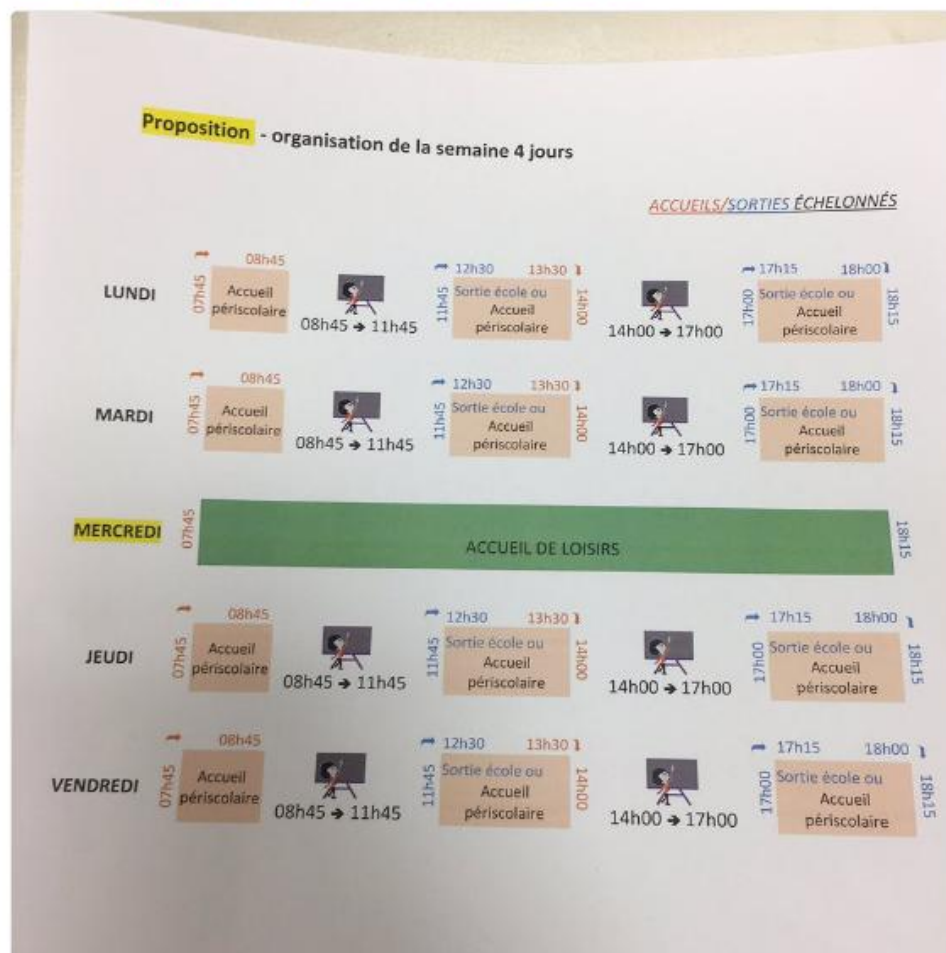 Proposition - organisation de la semaine 4 jours
ACCUEILS/SORTIES ÉCHELONNÉS
LUNDI
07h45
08h45
Accueil
périscolaire
08h45 ➔ 11h45
11h45
12h30 13h30
Sortie école ou
Accueil
périscolaire
14h00
14h00 ➔ 17h00
17h00
17h15 18h00
Sortie école ou
Accueil
périscolaire
18h15
MARDI
07h45
08h45
Accueil
périscolaire
08h45 ➔ 11h45
11h45
12h30 13h30
Sortie école ou
Accueil
périscolaire
14h00
14h00 ➔ 17h00
17h00
17h15 18h00
Sortie école ou
Accueil
périscolaire
18h15
MERCREDI
07h45
ACCUEIL DE LOISIRS
18h15
JEUDI
07h45
08h45
Accueil
périscolaire
08h45 ➔ 11h45
11h45
12h30 13h30
Sortie école ou
Accueil
périscolaire
14h00
14h00 ➔ 17h00
17h00
17h15 18h00
Sortie école ou
Accueil
périscolaire
18h15
VENDREDI
07h45
08h45
Accueil
périscolaire
08h45 ➔ 11h45
11h45
12h30 13h30
Sortie école ou
Accueil
périscolaire
14h00
14h00 ➔ 17h00
17h00
17h15 18h00
Sortie école ou
Accueil
périscolaire
18h15